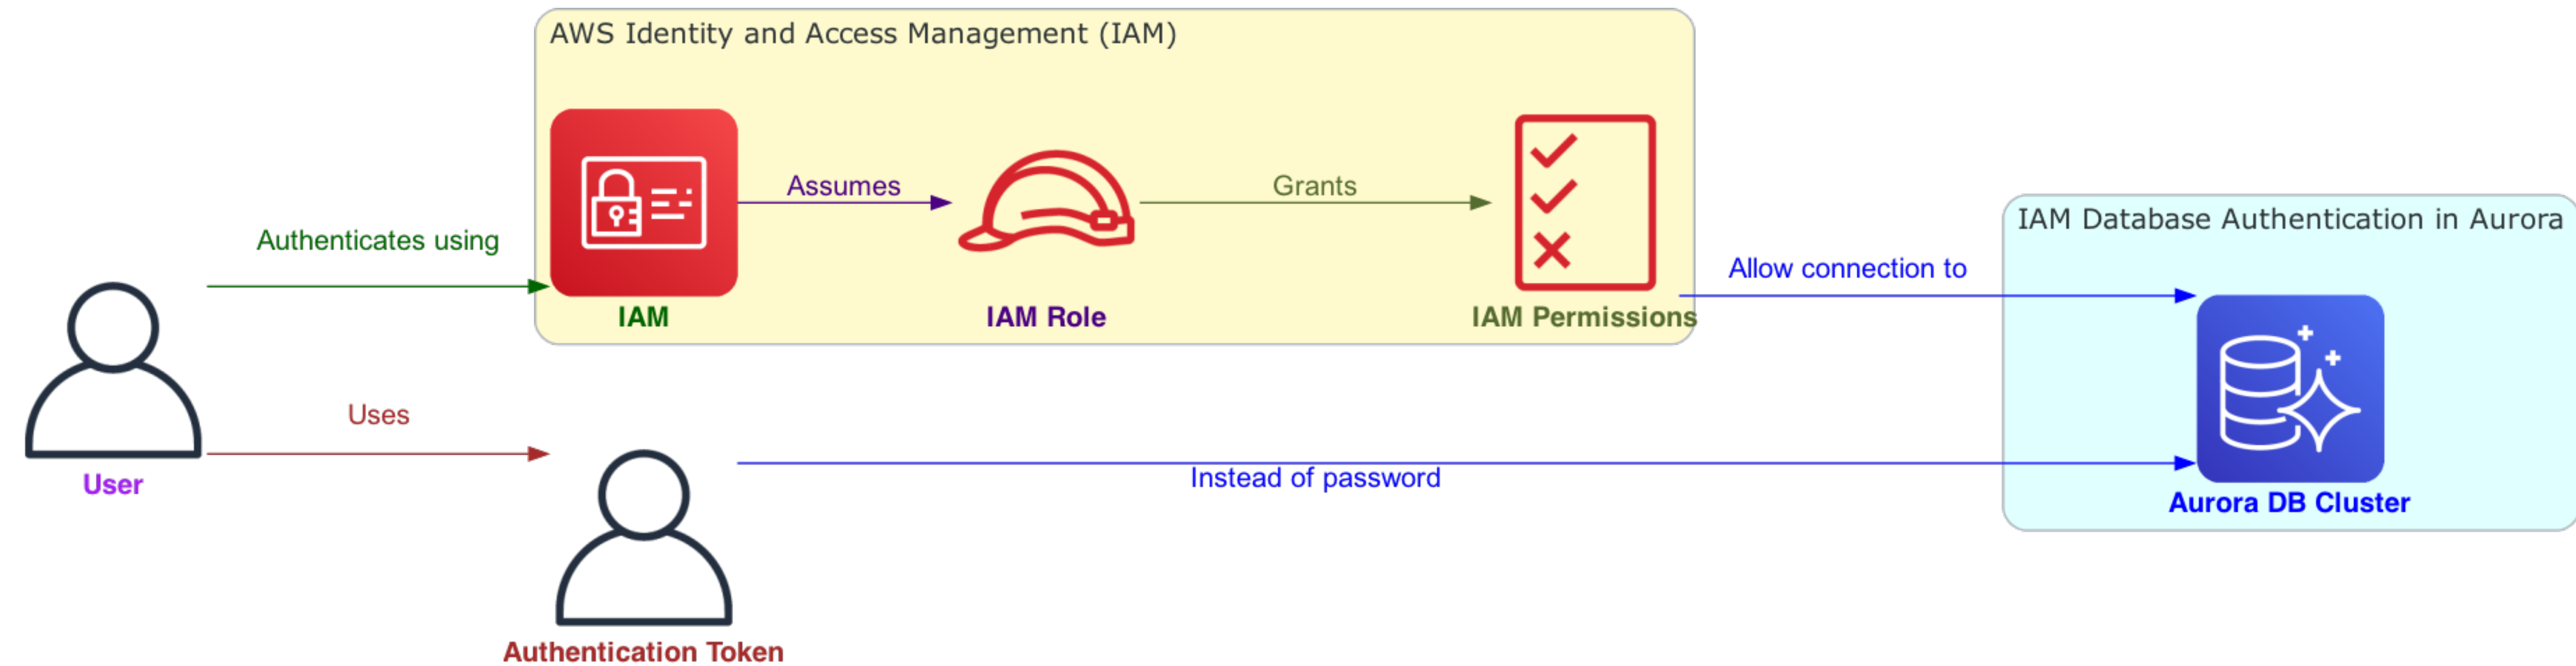 AWS Identity and Access Management (IAM)
Authenticates using
Assumes
Grants
IAM
IAM Role
IAM Permissions
Allow connection to
IAM Database Authentication in Aurora
Uses
User
Instead of password
Aurora DB Cluster
Authentication Token